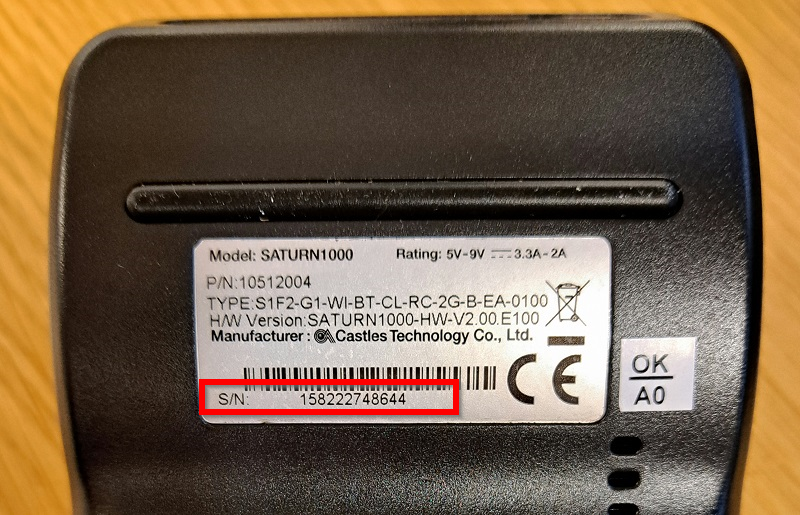 Model: SATURN1000 Rating: 5V-9V ⎓ 3.3A-2A
P/N:10512004
TYPE:S1F2-G1-WI-BT-CL-RC-2G-B-EA-0100
H/W Version:SATURN1000-HW-V2.00.E100
Manufacturer : Castles Technology Co., Ltd.
CE
S/N: 158222748644
OK
A0